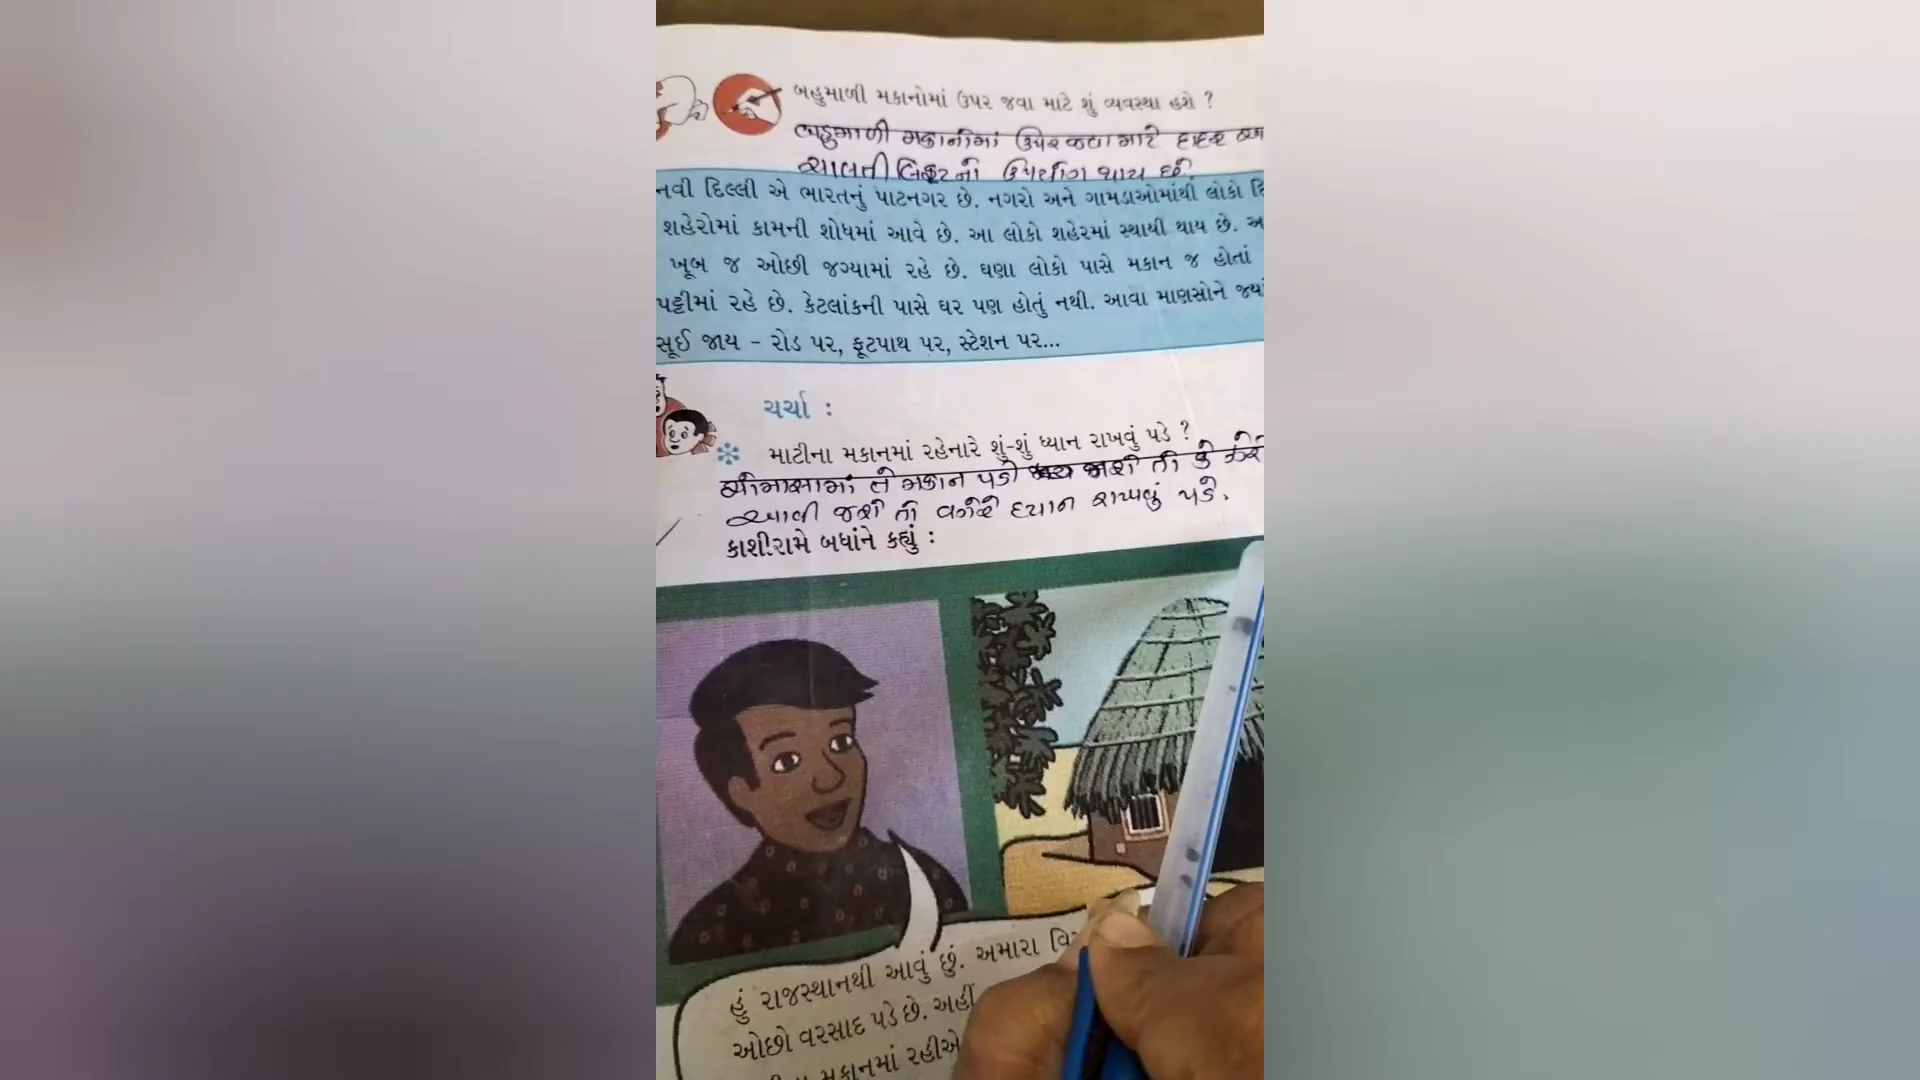 બહુમાળી મકાનોમાં ઉપર જવા માટે શું વ્યવસ્થા હશે ?
બહુમાળી મકાનોમાં ઉપર જવા માટે દાદર
ચાલતી લિફ્ટનો ઉપયોગ થાય છે.
નવી દિલ્લી એ ભારતનું પાટનગર છે. નગરો અને ગામડાઓમાંથી લોકો
શહેરોમાં કામની શોધમાં આવે છે. આ લોકો શહેરમાં સ્થાયી થાય છે.
ખૂબ જ ઓછી જગ્યામાં રહે છે. ઘણા લોકો પાસે મકાન જ હોતાં
પટ્ટીમાં રહે છે. કેટલાંકની પાસે ઘર પણ હોતું નથી. આવા માણસોને
સૂઈ જાય - રોડ પર, ફૂટપાથ પર, સ્ટેશન પર...
ચર્ચા :
માટીના મકાનમાં રહેનારે શું-શું ધ્યાન રાખવું પડે ?
ચોમાસામાં તે મકાન પડી જશે તો કે
આવી જશે તો વગેરે ધ્યાન રાખવું પડે.
કાશીરામે બધાંને કહ્યું :
હું રાજસ્થાનથી આવું છું. અમારા
ઓછો વરસાદ પડે છે. અહીં
મકાનમાં રહીએ